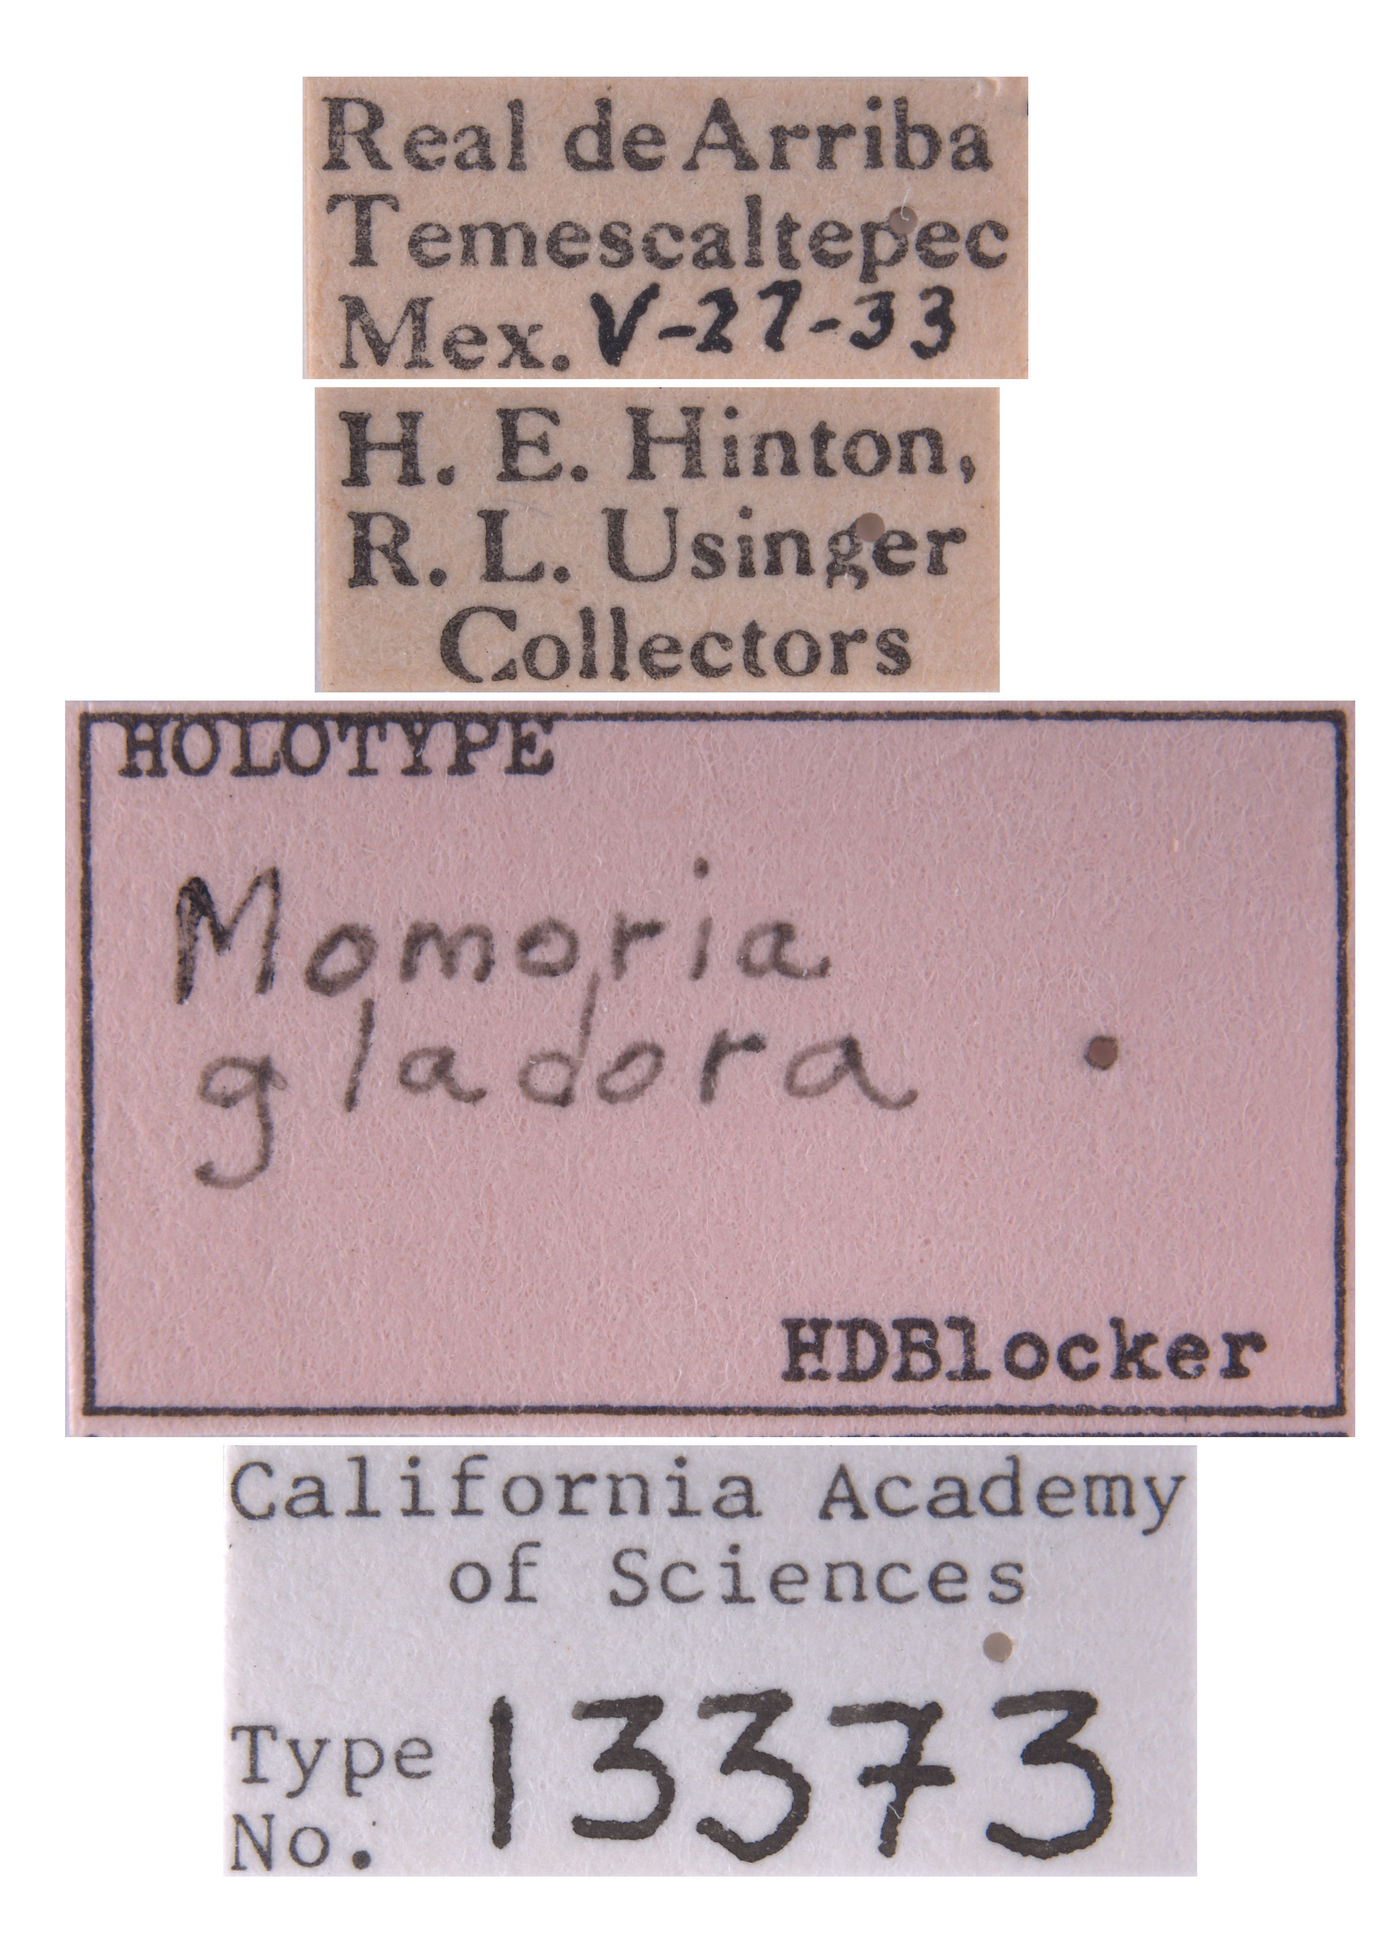 Real de Arriba
Temescaltepec
Mex. V-27-33
H. E. Hinton,
R. L. Usinger
Collectors
HOLOTYPE
Momoria
gladora
HDBlocker
California Academy
of Sciences
Type
No. 13373